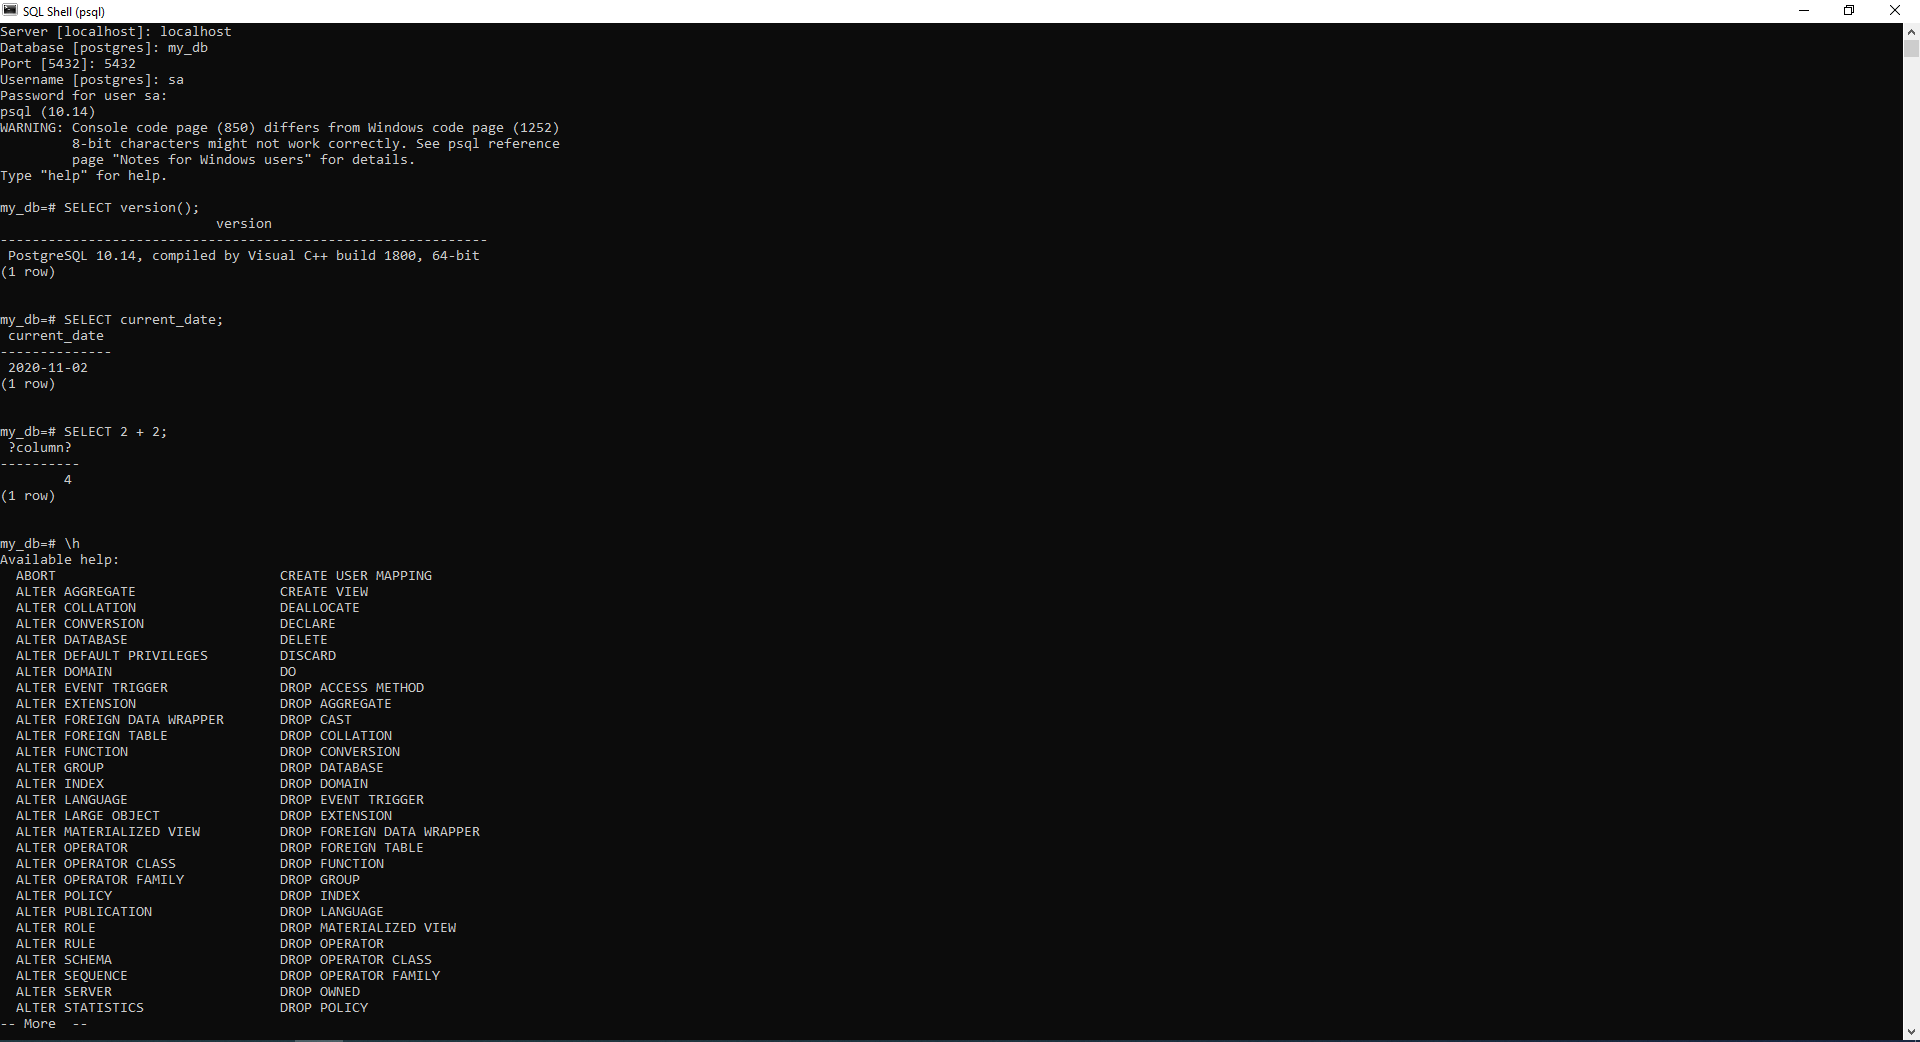 SQL Shell (psql)
Server [localhost]: localhost
Database [postgres]: my_db
Port [5432]: 5432
Username [postgres]: sa
Password for user sa:
psql (10.14)
WARNING: Console code page (850) differs from Windows code page (1252)
         8-bit characters might not work correctly. See psql reference
         page "Notes for Windows users" for details.
Type "help" for help.

my_db=# SELECT version();
                           version
-------------------------------------------------------------
 PostgreSQL 10.14, compiled by Visual C++ build 1800, 64-bit
(1 row)


my_db=# SELECT current_date;
 current_date
--------------
 2020-11-02
(1 row)


my_db=# SELECT 2 + 2;
 ?column?
----------
        4
(1 row)


my_db=# \h
Available help:
  ABORT                            CREATE USER MAPPING
  ALTER AGGREGATE                  CREATE VIEW
  ALTER COLLATION                  DEALLOCATE
  ALTER CONVERSION                 DECLARE
  ALTER DATABASE                   DELETE
  ALTER DEFAULT PRIVILEGES         DISCARD
  ALTER DOMAIN                     DO
  ALTER EVENT TRIGGER              DROP ACCESS METHOD
  ALTER EXTENSION                  DROP AGGREGATE
  ALTER FOREIGN DATA WRAPPER       DROP CAST
  ALTER FOREIGN TABLE              DROP COLLATION
  ALTER FUNCTION                   DROP CONVERSION
  ALTER GROUP                      DROP DATABASE
  ALTER INDEX                      DROP DOMAIN
  ALTER LANGUAGE                   DROP EVENT TRIGGER
  ALTER LARGE OBJECT               DROP EXTENSION
  ALTER MATERIALIZED VIEW          DROP FOREIGN DATA WRAPPER
  ALTER OPERATOR                   DROP FOREIGN TABLE
  ALTER OPERATOR CLASS             DROP FUNCTION
  ALTER OPERATOR FAMILY            DROP GROUP
  ALTER POLICY                     DROP INDEX
  ALTER PUBLICATION                DROP LANGUAGE
  ALTER ROLE                       DROP MATERIALIZED VIEW
  ALTER RULE                       DROP OPERATOR
  ALTER SCHEMA                     DROP OPERATOR CLASS
  ALTER SEQUENCE                   DROP OPERATOR FAMILY
  ALTER SERVER                     DROP OWNED
  ALTER STATISTICS                 DROP POLICY
-- More  --